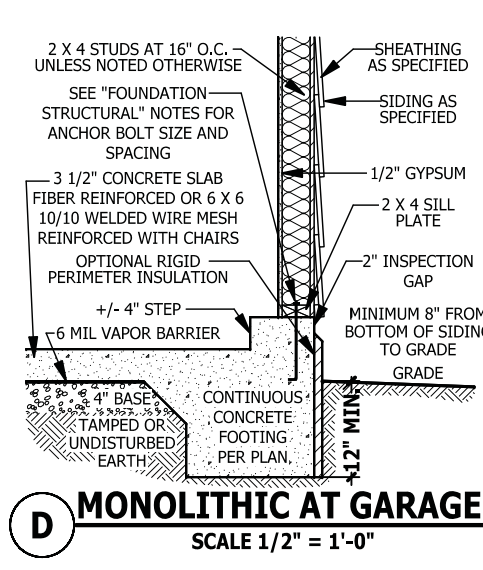 2 X 4 STUDS AT 16" O.C.
UNLESS NOTED OTHERWISE
SEE "FOUNDATION
STRUCTURAL" NOTES FOR
ANCHOR BOLT SIZE AND
SPACING
3 1/2" CONCRETE SLAB
FIBER REINFORCED OR 6 X 6
10/10 WELDED WIRE MESH
REINFORCED WITH CHAIRS
OPTIONAL RIGID
PERIMETER INSULATION
+/- 4" STEP
6 MIL VAPOR BARRIER
4" BASE
TAMPED OR
UNDISTURBED
EARTH
CONTINUOUS
CONCRETE
FOOTING
PER PLAN
SHEATHING
AS SPECIFIED
SIDING AS
SPECIFIED
1/2" GYPSUM
2 X 4 SILL
PLATE
2" INSPECTION
GAP
MINIMUM 8" FROM
BOTTOM OF SIDING
TO GRADE
GRADE
12" MIN.
D
MONOLITHIC AT GARAGE
SCALE 1/2" = 1'-0"